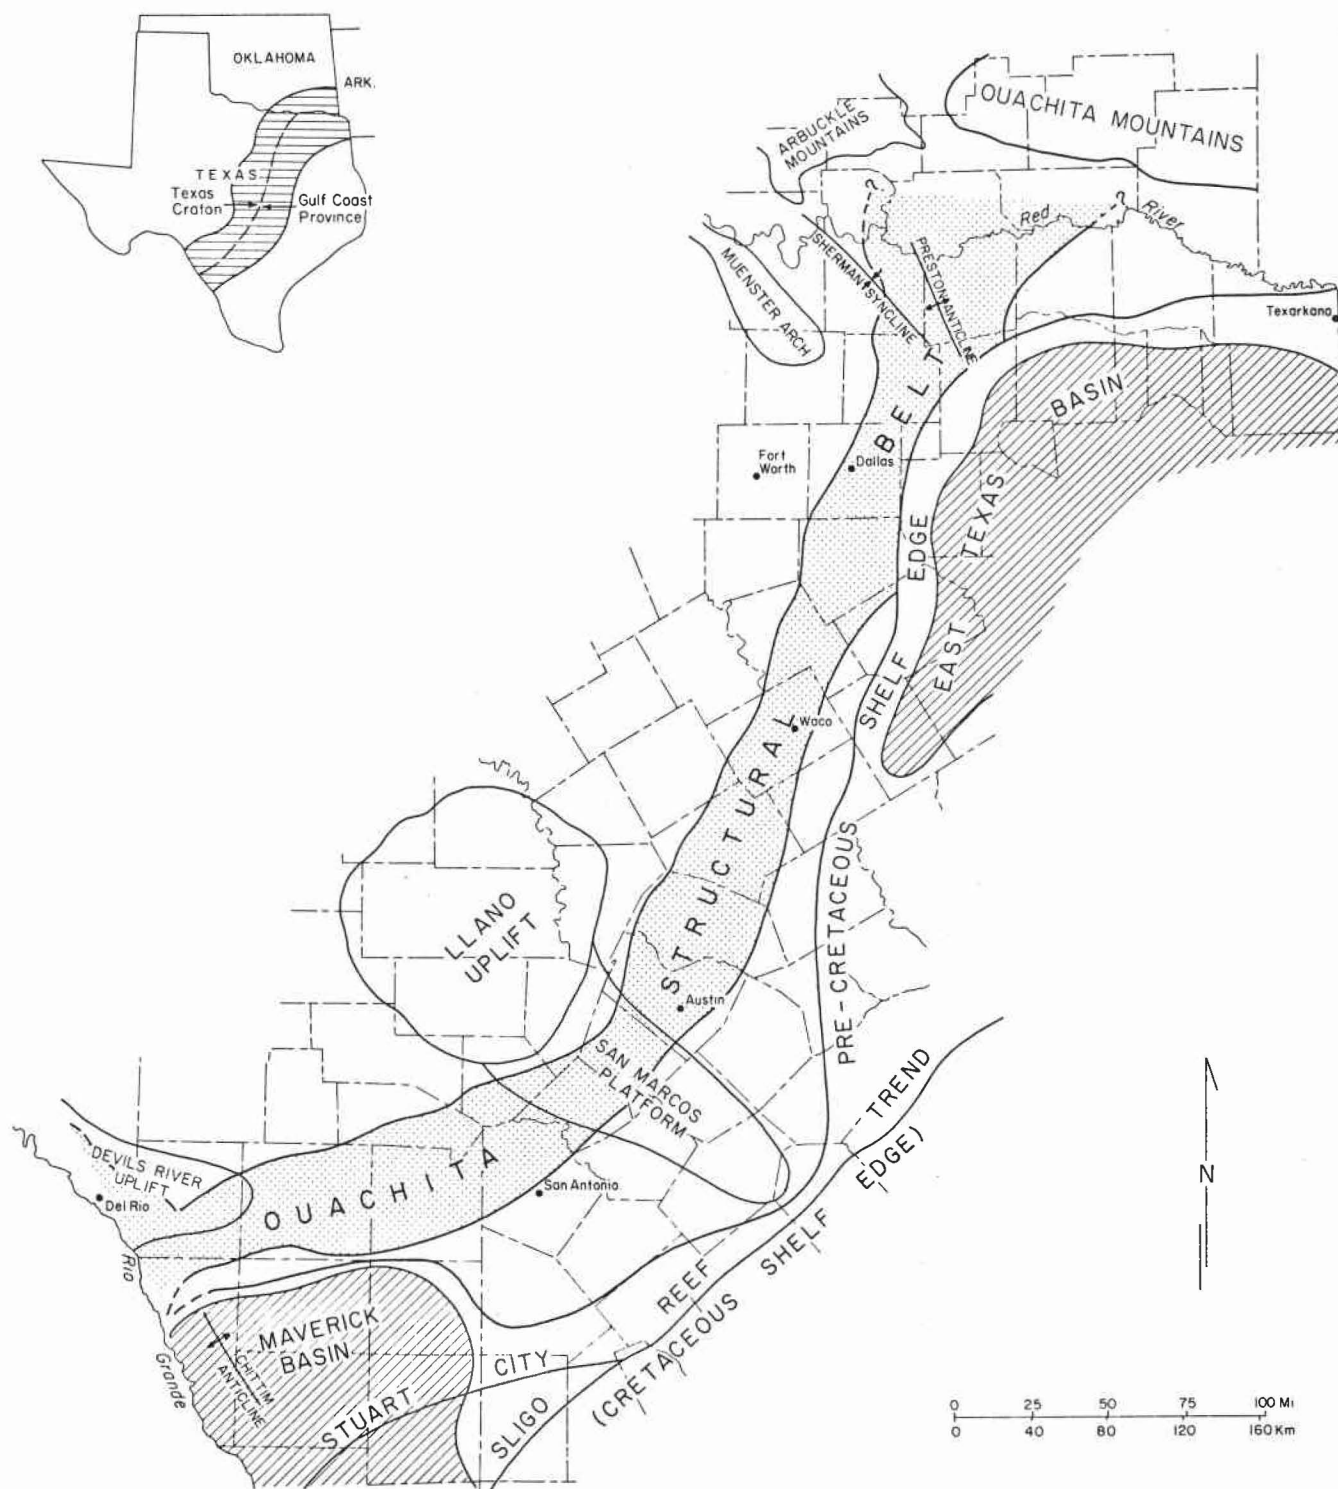 OKLAHOMA
ARK.
TEXAS
Texas
Craton
Gulf Coast
Province
ARBUCKLE
MOUNTAINS
OUACHITA MOUNTAINS
?
?
Red River
SHERMAN SYNCLINE
PRESTON ANTICLINE
MUENSTER ARCH
Texarkana
EAST TEXAS BASIN
Fort
Worth
Dallas
Waco
OUACHITA STRUCTURAL BELT
PRE-CRETACEOUS SHELF EDGE
LLANO
UPLIFT
Austin
SAN MARCOS
PLATFORM
DEVILS RIVER
UPLIFT
Del Rio
San Antonio
Rio Grande
MAVERICK
BASIN
CHITTIM
ANTICLINE
STUART CITY REEF TREND
SLIGO (CRETACEOUS SHELF EDGE)
N
0 25 50 75 100 Mi
0 40 80 120 160 Km